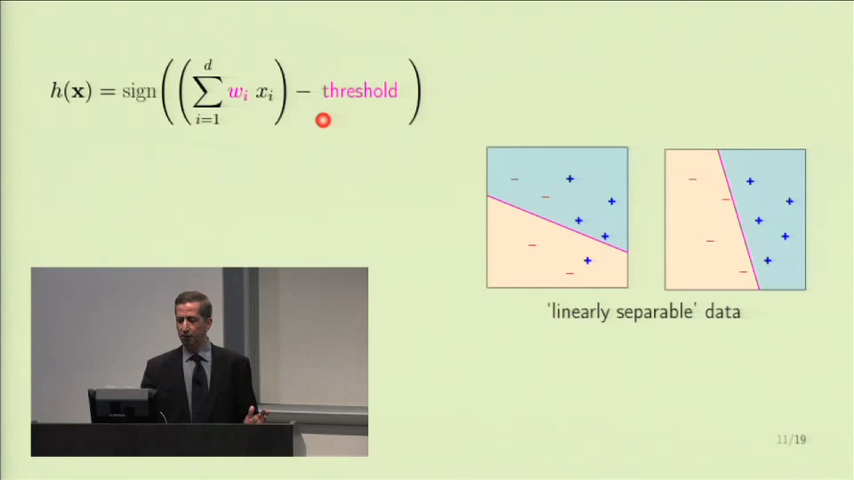 h(x) = sign((∑_{i=1}^{d} w_i x_i) − threshold)
'linearly separable' data
11/19